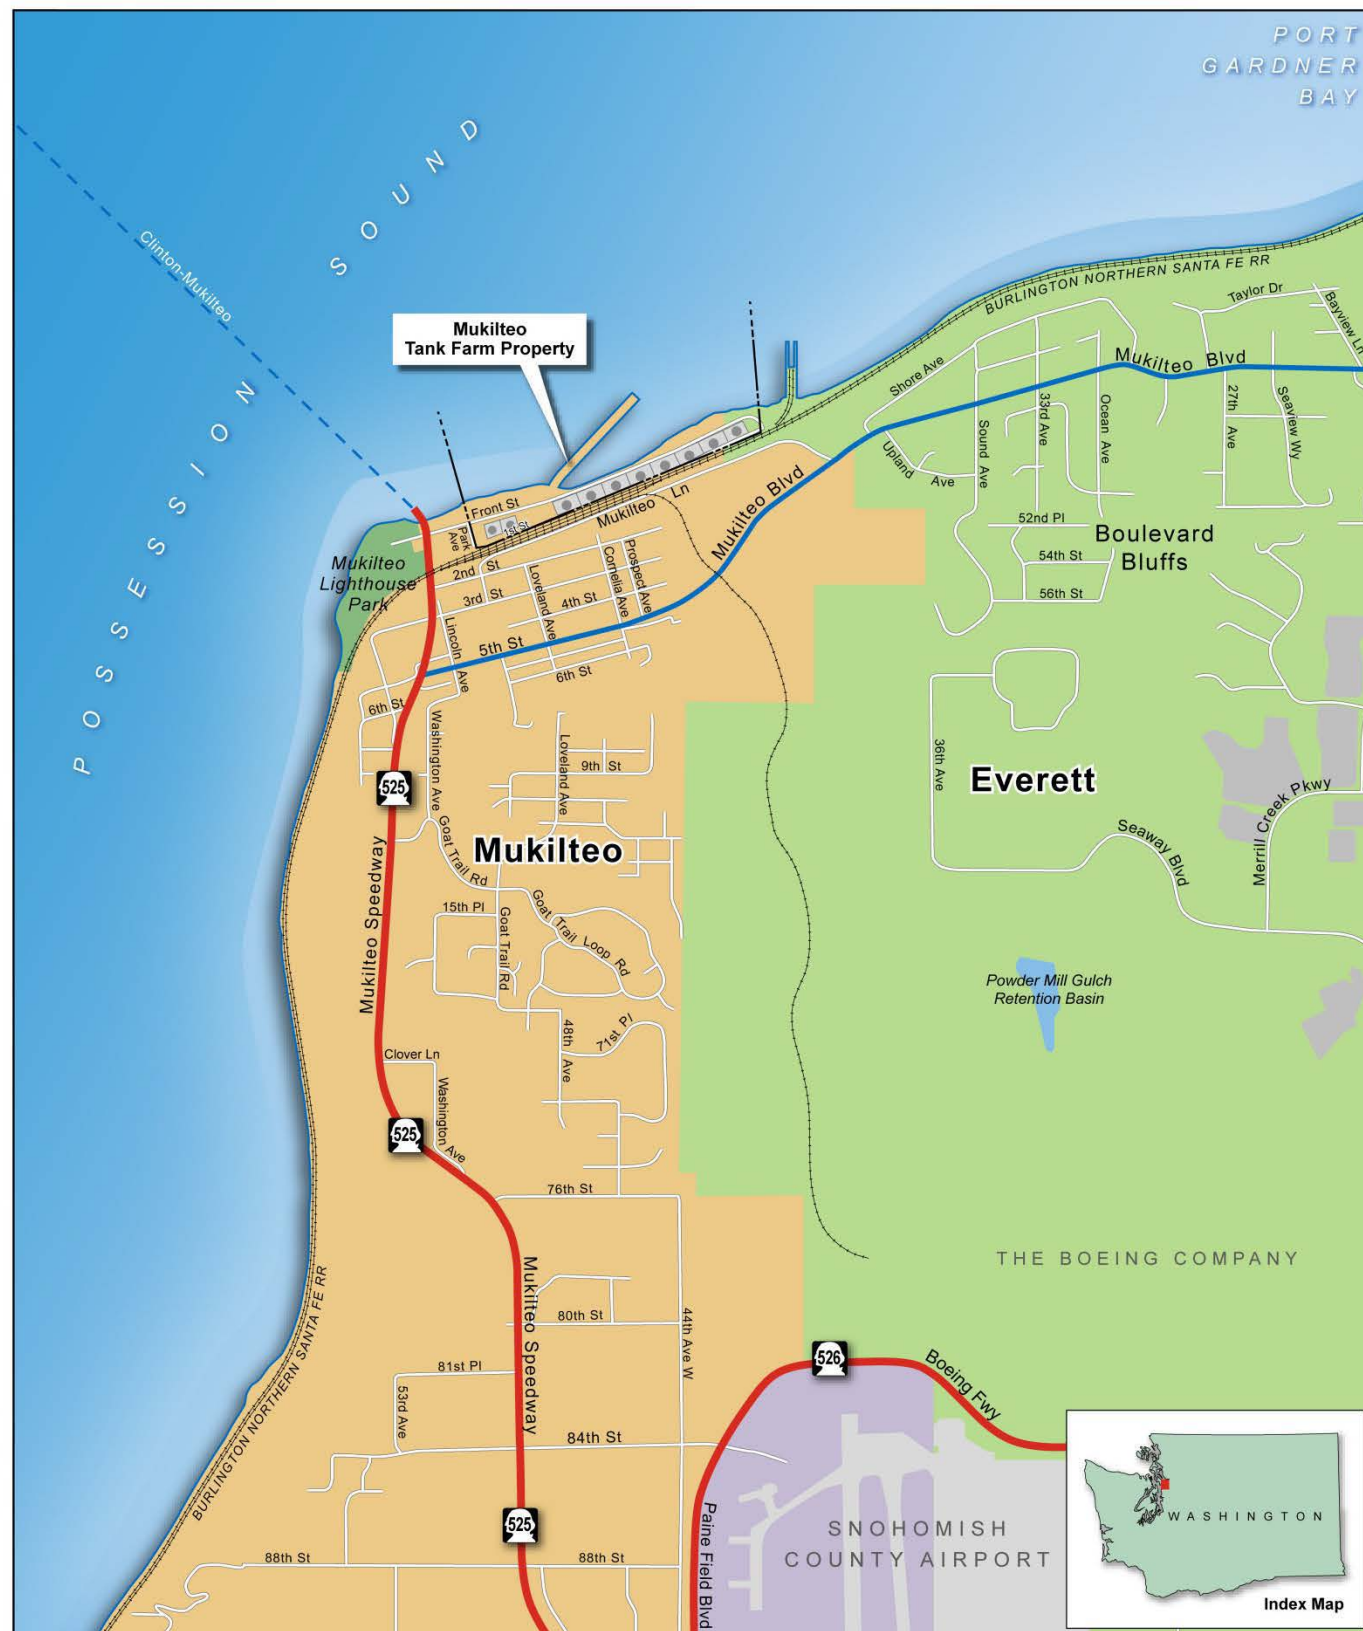 PORT
GARDNER
BAY
POSSESSION SOUND
Clinton-Mukilteo
Mukilteo
Tank Farm Property
BURLINGTON NORTHERN SANTA FE RR
Taylor Dr
Bayview Ln
Mukilteo Blvd
Shore Ave
33rd Ave
Ocean Ave
27th Ave
Seaview Wy
Sound Ave
Upland Ave
Front St
1st St
Park Ave
Mukilteo Ln
Mukilteo Blvd
52nd Pl
54th St
56th St
Boulevard
Bluffs
Mukilteo
Lighthouse
Park
2nd St
3rd St
4th St
5th St
6th St
6th St
Lincoln Ave
Loveland Ave
Cornelia Ave
Prospect Ave
Washington Ave
Loveland Ave
9th St
36th Ave
Everett
525
Mukilteo
Mukilteo Speedway
Goat Trail Rd
Seaway Blvd
Merrill Creek Pkwy
15th Pl
Goat Trail Rd
Goat Trail Loop Rd
Powder Mill Gulch
Retention Basin
48th Ave
71st Pl
Clover Ln
Washington Ave
525
76th St
THE BOEING COMPANY
Mukilteo Speedway
80th St
44th Ave W
BURLINGTON NORTHERN SANTA FE RR
81st Pl
53rd Ave
526
Boeing Fwy
84th St
525
Paine Field Blvd
SNOHOMISH
COUNTY AIRPORT
88th St
88th St
WASHINGTON
Index Map